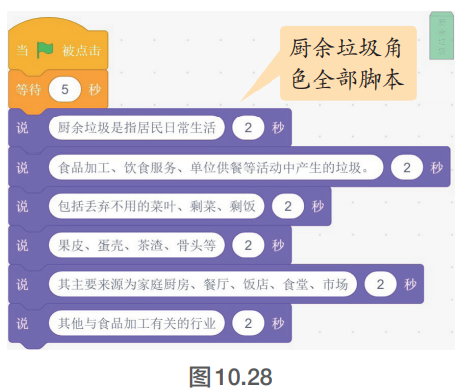 当 被点击
厨余垃圾角
色全部脚本
等待 5 秒
说 厨余垃圾是指居民日常生活 2 秒
说 食品加工、饮食服务、单位供餐等活动中产生的垃圾。 2 秒
说 包括丢弃不用的菜叶、剩菜、剩饭 2 秒
说 果皮、蛋壳、茶渣、骨头等 2 秒
说 其主要来源为家庭厨房、餐厅、饭店、食堂、市场 2 秒
说 其他与食品加工有关的行业 2 秒
图10.28